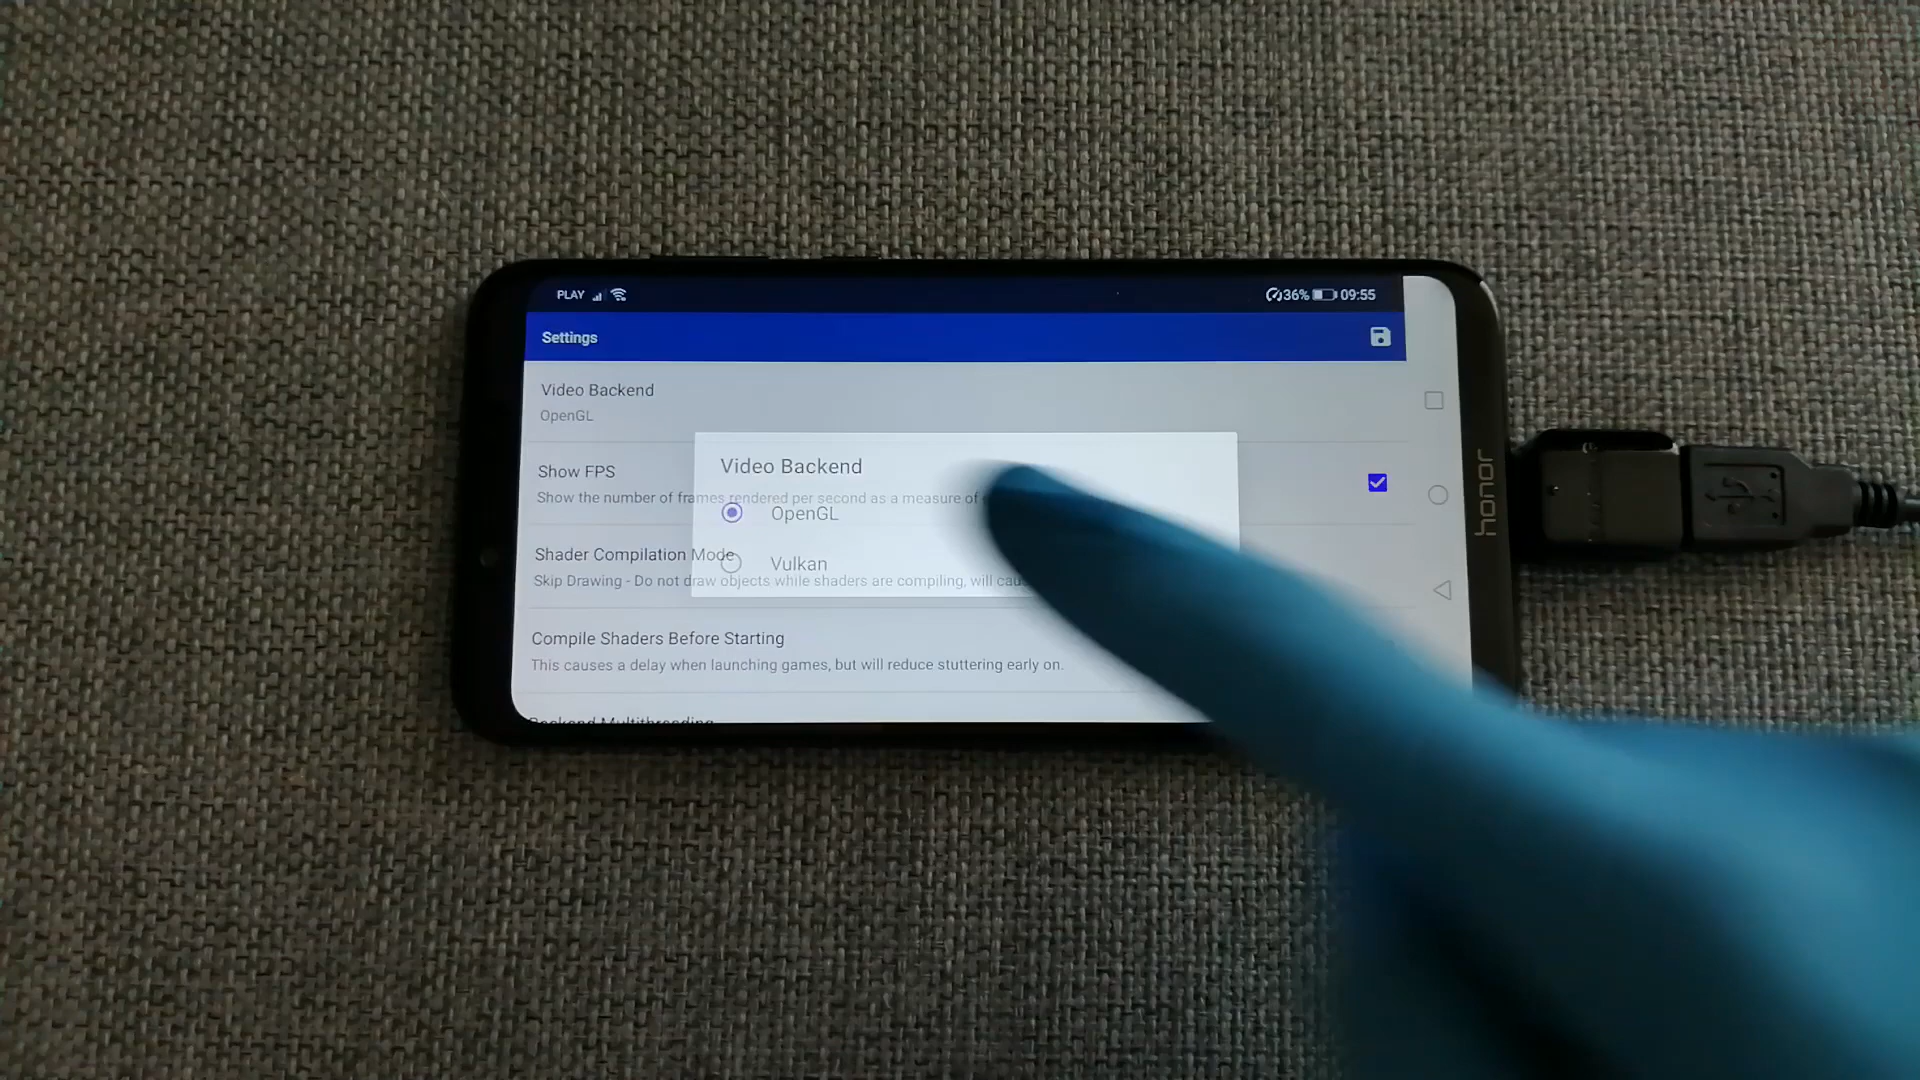 PLAY
36% 09:55
Settings
Video Backend
OpenGL
Video Backend
Show FPS
Show the number of frames rendered per second as a measure of
OpenGL
Shader Compilation Mode
Vulkan
Skip Drawing - Do not draw objects while shaders are compiling, will
Compile Shaders Before Starting
This causes a delay when launching games, but will reduce stuttering early on.
Backend Multithreading
honor